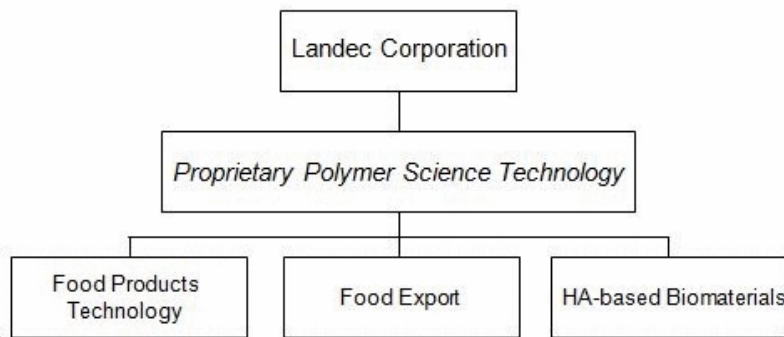 Landec Corporation
Proprietary Polymer Science Technology
Food Products
Technology
Food Export
HA-based Biomaterials